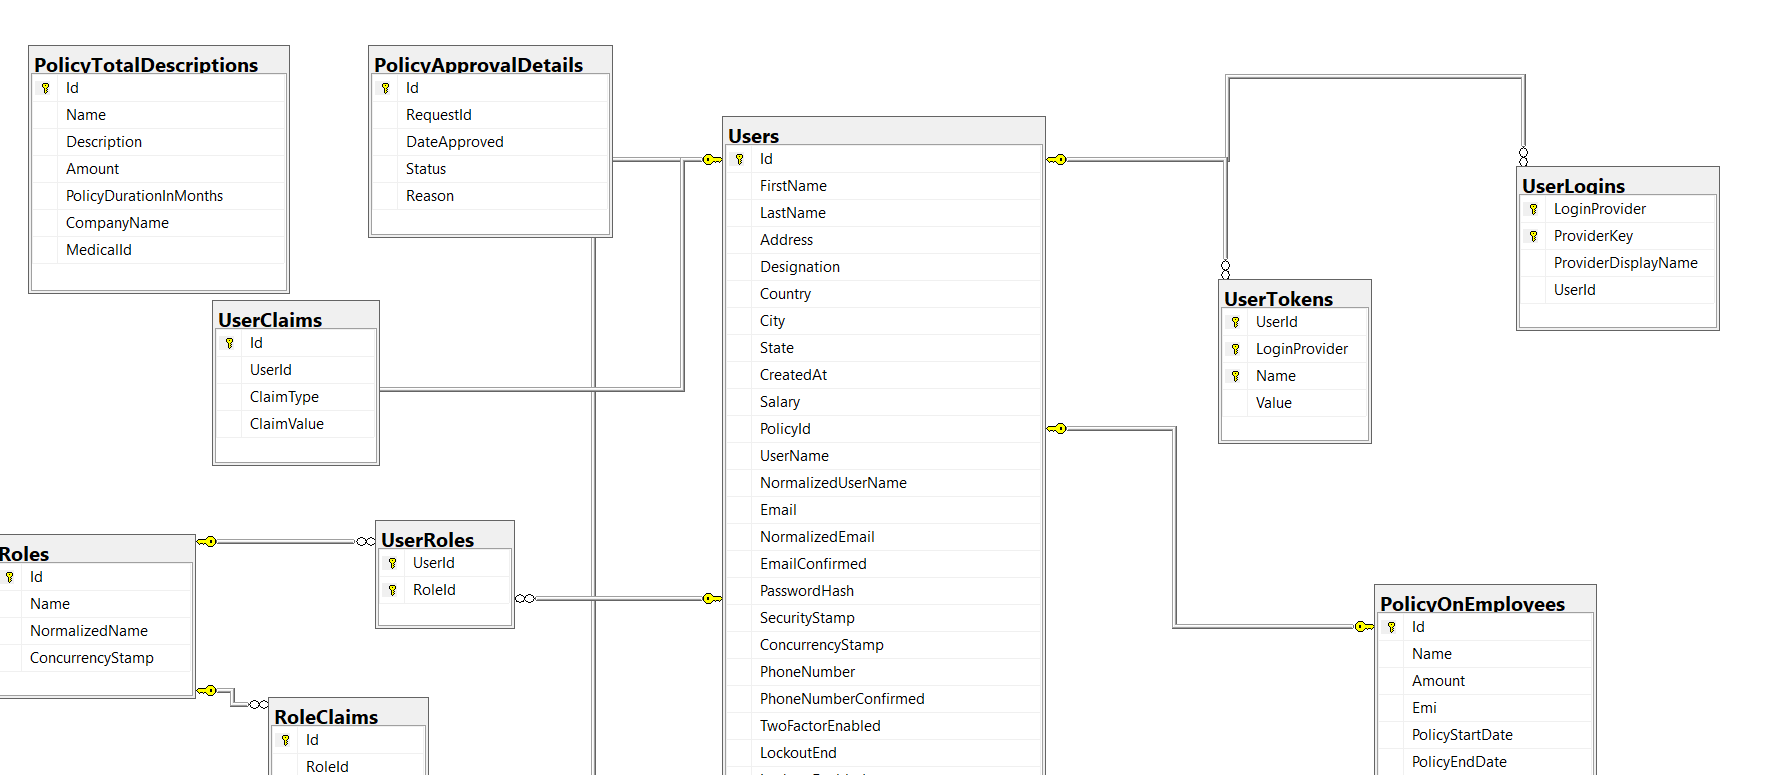 PolicyTotalDescriptions
Id
Name
Description
Amount
PolicyDurationInMonths
CompanyName
MedicalId
PolicyApprovalDetails
Id
RequestId
DateApproved
Status
Reason
Users
Id
FirstName
LastName
Address
Designation
Country
City
State
CreatedAt
Salary
PolicyId
UserName
NormalizedUserName
Email
NormalizedEmail
EmailConfirmed
PasswordHash
SecurityStamp
ConcurrencyStamp
PhoneNumber
PhoneNumberConfirmed
TwoFactorEnabled
LockoutEnd
UserLogins
LoginProvider
ProviderKey
ProviderDisplayName
UserId
UserTokens
UserId
LoginProvider
Name
Value
UserClaims
Id
UserId
ClaimType
ClaimValue
Roles
Id
Name
NormalizedName
ConcurrencyStamp
UserRoles
UserId
RoleId
RoleClaims
Id
RoleId
PolicyOnEmployees
Id
Name
Amount
Emi
PolicyStartDate
PolicyEndDate